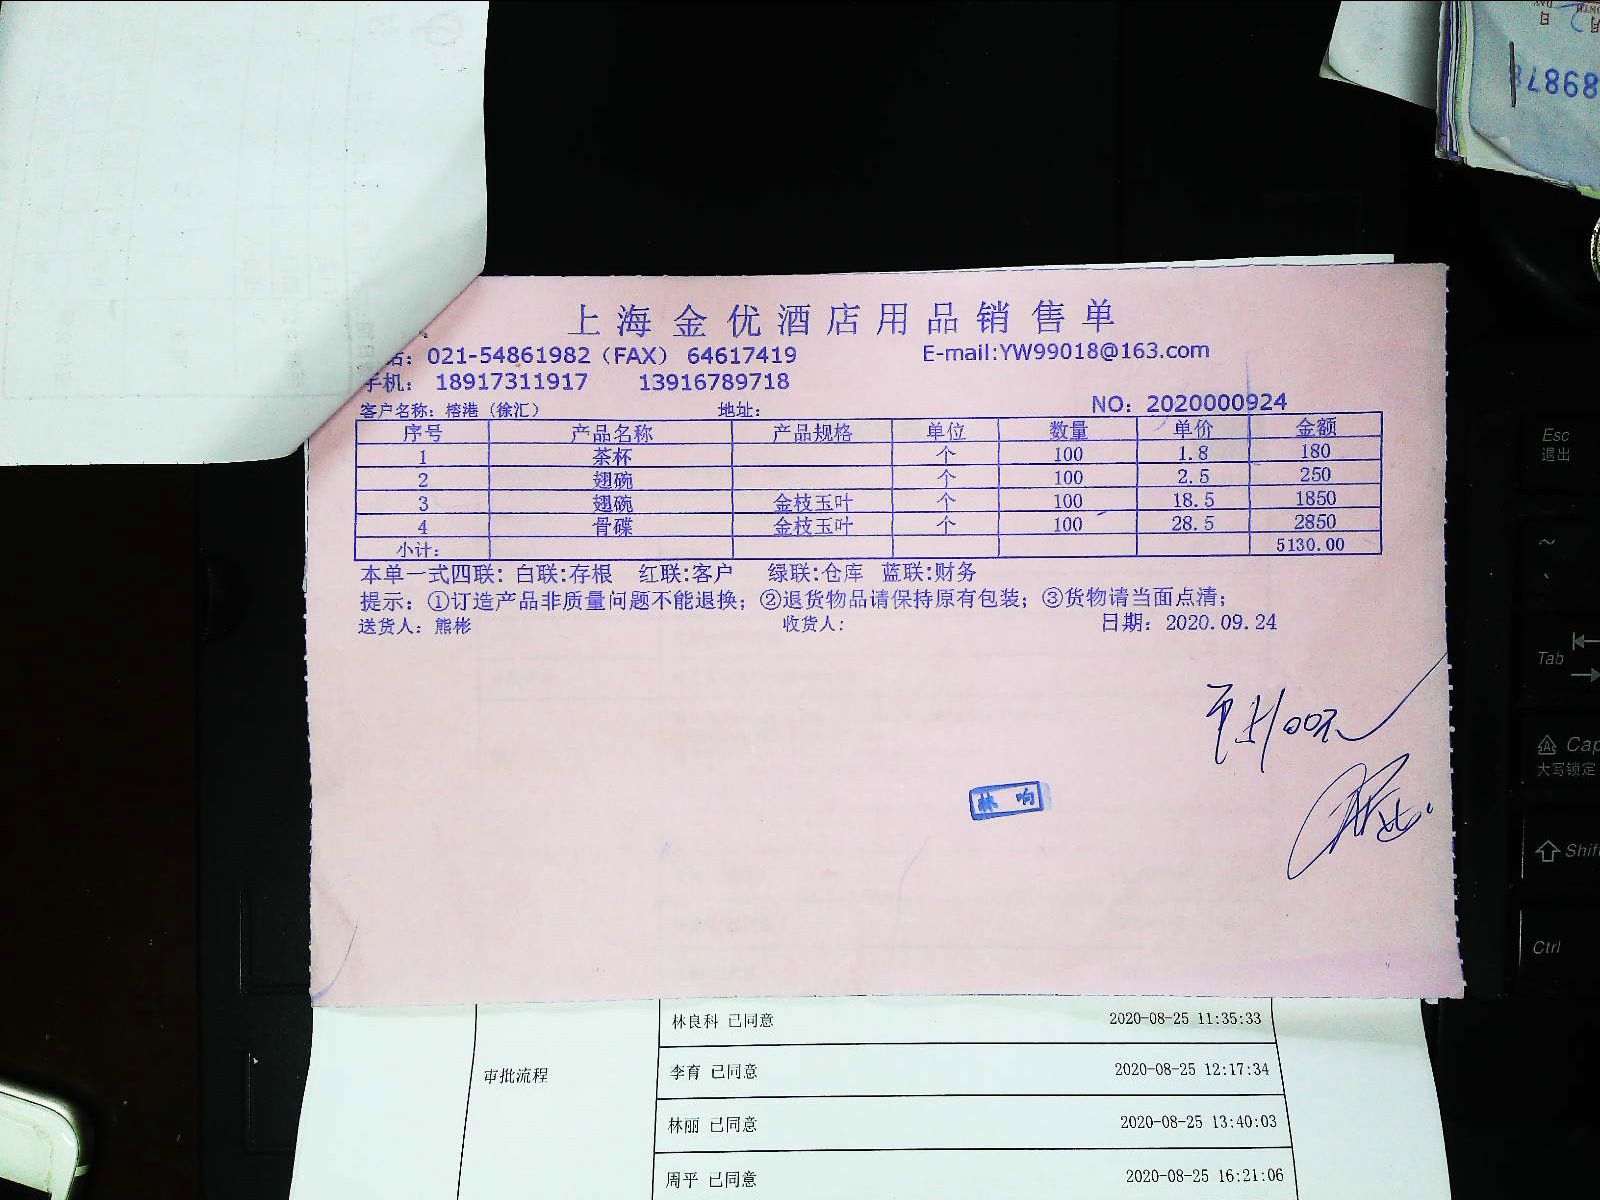 上海金优酒店用品销售单
话：021-54861982（FAX） 64617419 E-mail:YW99018@163.com
手机： 18917311917 13916789718
客户名称：榕港（徐汇） 地址： NO：2020000924
序号 产品名称 产品规格 单位 数量 单价 金额
1 茶杯 个 100 1.8 180
2 翅碗 个 100 2.5 250
3 翅碗 金枝玉叶 个 100 18.5 1850
4 骨碟 金枝玉叶 个 100 28.5 2850
小计： 5130.00
本单一式四联：白联:存根 红联:客户 绿联:仓库 蓝联:财务
提示：①订造产品非质量问题不能退换；②退货物品请保持原有包装；③货物请当面点清；
送货人：熊彬 收货人： 日期：2020.09.24
林 响
审批流程
林良科 已同意 2020-08-25 11:35:33
李育 已同意 2020-08-25 12:17:34
林丽 已同意 2020-08-25 13:40:03
周平 已同意 2020-08-25 16:21:06
Esc
退出
~
Tab
Cap
大写锁定
Shift
Ctrl